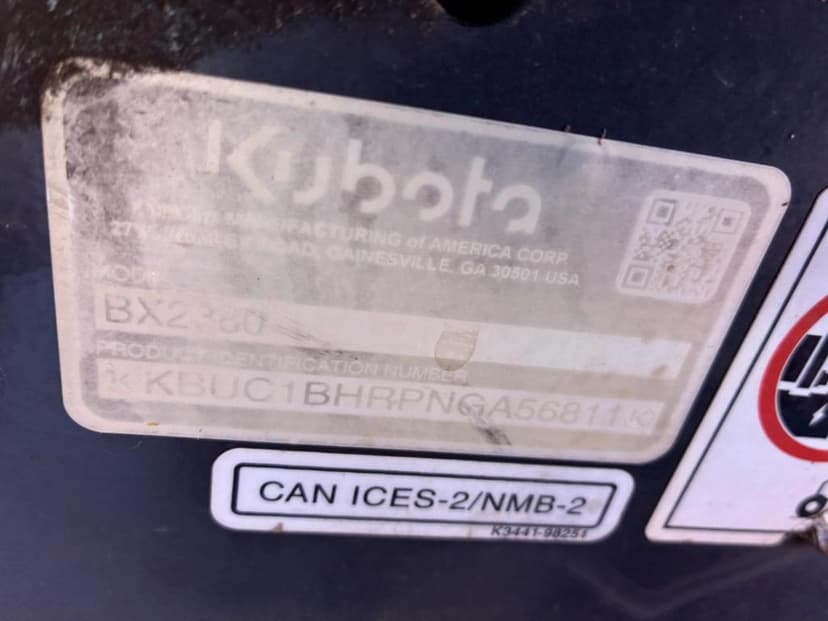 Kubota
MANUFACTURING of AMERICA CORP
ROAD, GAINESVILLE, GA 30501 USA
BX2380
PRODUCT IDENTIFICATION NUMBER
KBUC1BHRPNGA56811
CAN ICES-2/NMB-2
K3441-98251